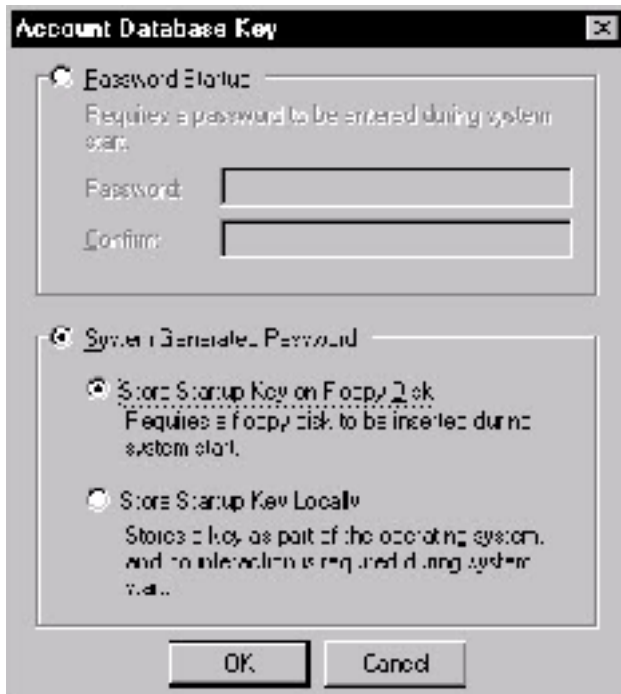 Account Database Key
Password Startup
Requires a password to be entered during system
start.
Password:
Confirm:
System Generated Password
Store Startup Key on Floppy Disk
Requires a floppy disk to be inserted during
system start.
Store Startup Key Locally
Stores a key as part of the operating system,
and no interaction is required during system
start.
OK
Cancel